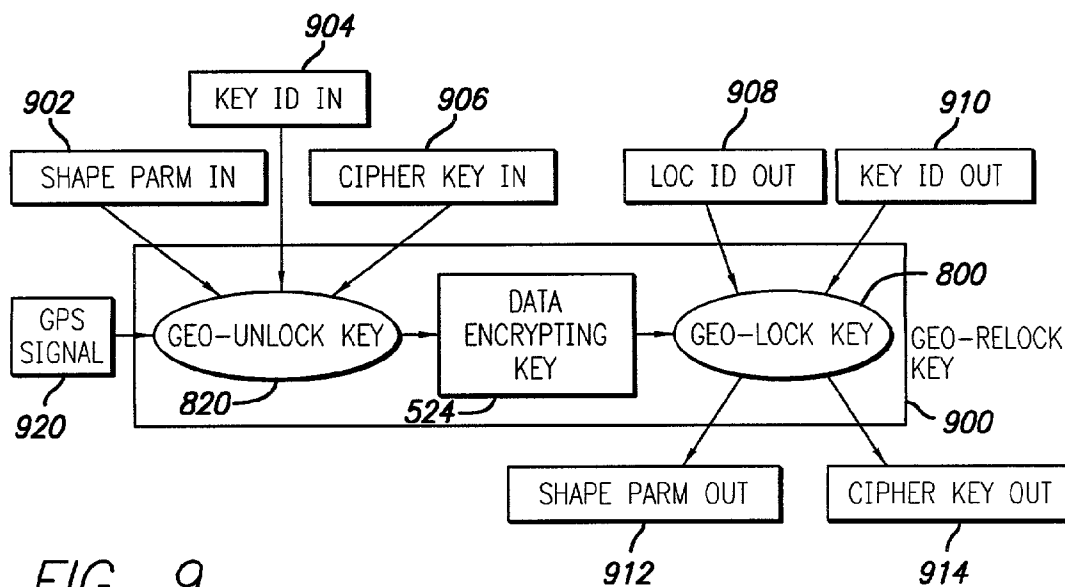 904
KEY ID IN
902
906
908
910
SHAPE PARM IN
CIPHER KEY IN
LOC ID OUT
KEY ID OUT
800
GPS
SIGNAL
GEO-UNLOCK KEY
DATA
ENCRYPTING
KEY
GEO-LOCK KEY
GEO-RELOCK
KEY
920
820
524
900
SHAPE PARM OUT
CIPHER KEY OUT
912
914
FIG. 9